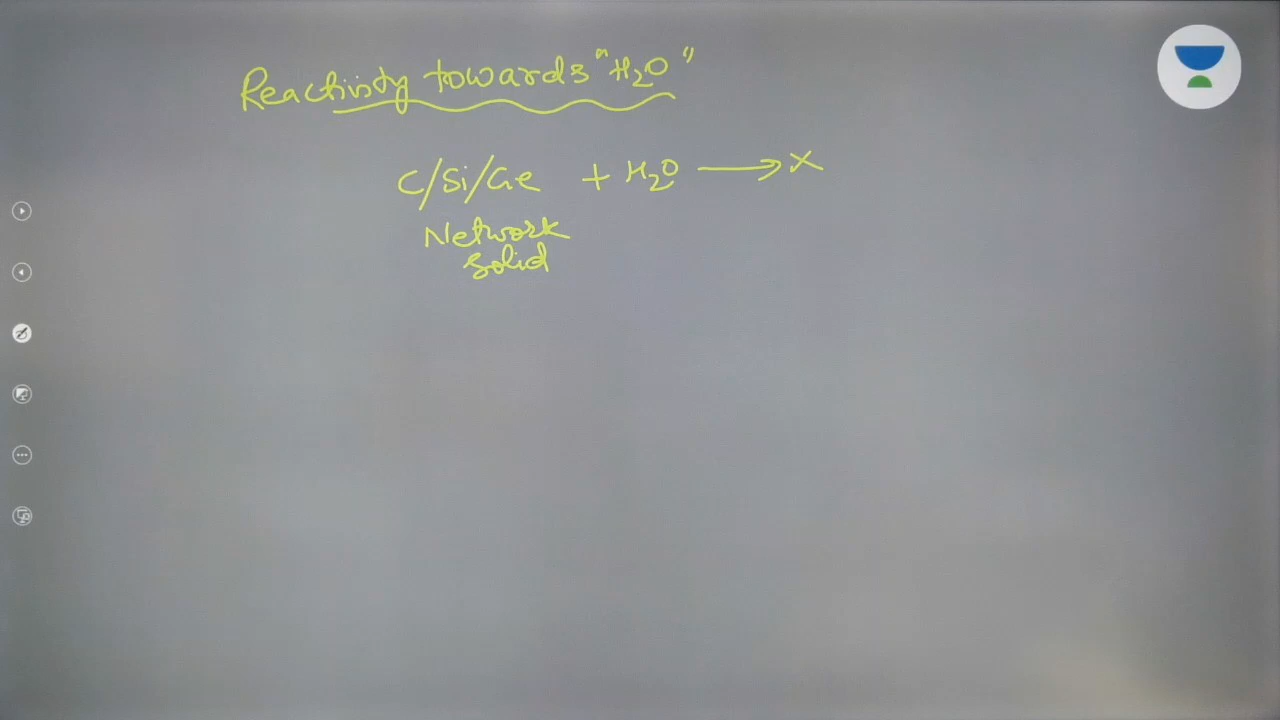 Reactivity towards "H₂O"
C/Si/Ge + H₂O → X
Network
solid